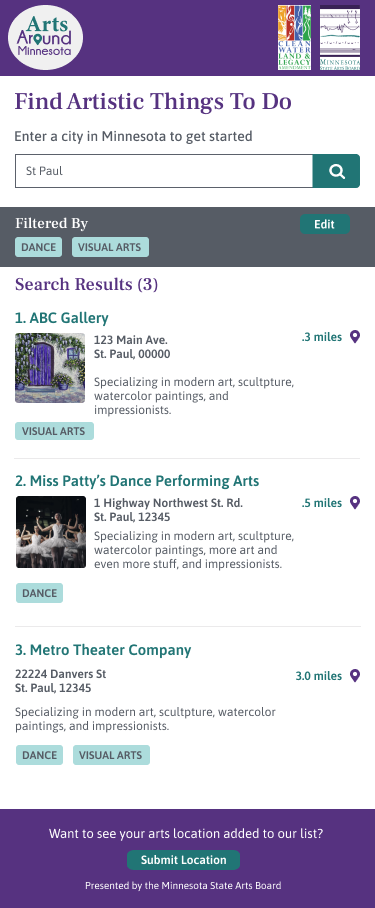 Arts
Around
Minnesota
CLEAN
WATER
LAND &
LEGACY
AMENDMENT
MINNESOTA
STATE ARTS BOARD
Find Artistic Things To Do
Enter a city in Minnesota to get started
St Paul
Filtered By
Edit
DANCE VISUAL ARTS
Search Results (3)
1. ABC Gallery
123 Main Ave.
.3 miles
St. Paul, 00000
Specializing in modern art, scultpture,
watercolor paintings, and
impressionists.
VISUAL ARTS
2. Miss Patty's Dance Performing Arts
1 Highway Northwest St. Rd.
.5 miles
St. Paul, 12345
Specializing in modern art, scultpture,
watercolor paintings, more art and
even more stuff, and impressionists.
DANCE
3. Metro Theater Company
22224 Danvers St
3.0 miles
St. Paul, 12345
Specializing in modern art, scultpture, watercolor
paintings, and impressionists.
DANCE VISUAL ARTS
Want to see your arts location added to our list?
Submit Location
Presented by the Minnesota State Arts Board